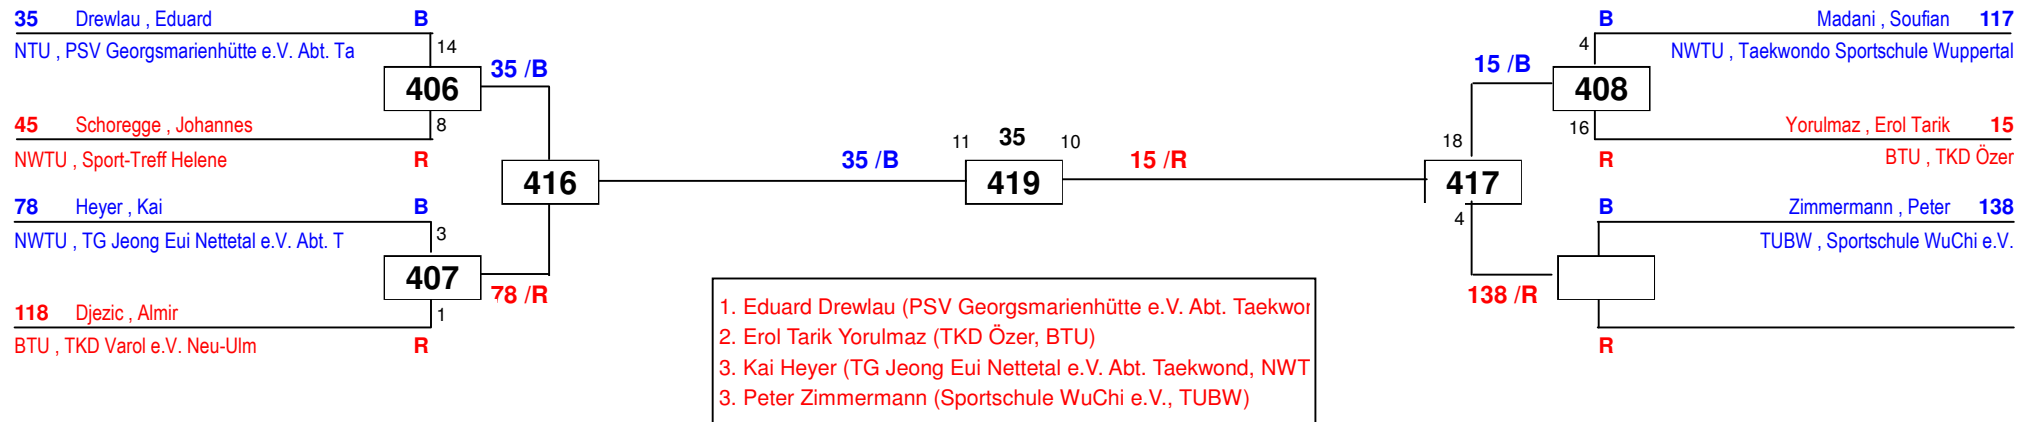 35 Drewlau , Eduard B
NTU , PSV Georgsmarienhütte e.V. Abt. Ta
14
406
35 /B
8
45 Schoregge , Johannes
NWTU , Sport-Treff Helene R
416
78 Heyer , Kai B
NWTU , TG Jeong Eui Nettetal e.V. Abt. T
3
407
78 /R
1
118 Djezic , Almir
BTU , TKD Varol e.V. Neu-Ulm R
35 /B
11 35 10
419
15 /R
B Madani , Soufian 117
4
NWTU , Taekwondo Sportschule Wuppertal
15 /B
408
16
Yorulmaz , Erol Tarik 15
R BTU , TKD Özer
18
417
4
B Zimmermann , Peter 138
TUBW , Sportschule WuChi e.V.
138 /R
R
1. Eduard Drewlau (PSV Georgsmarienhütte e.V. Abt. Taekwor
2. Erol Tarik Yorulmaz (TKD Özer, BTU)
3. Kai Heyer (TG Jeong Eui Nettetal e.V. Abt. Taekwond, NWT
3. Peter Zimmermann (Sportschule WuChi e.V., TUBW)